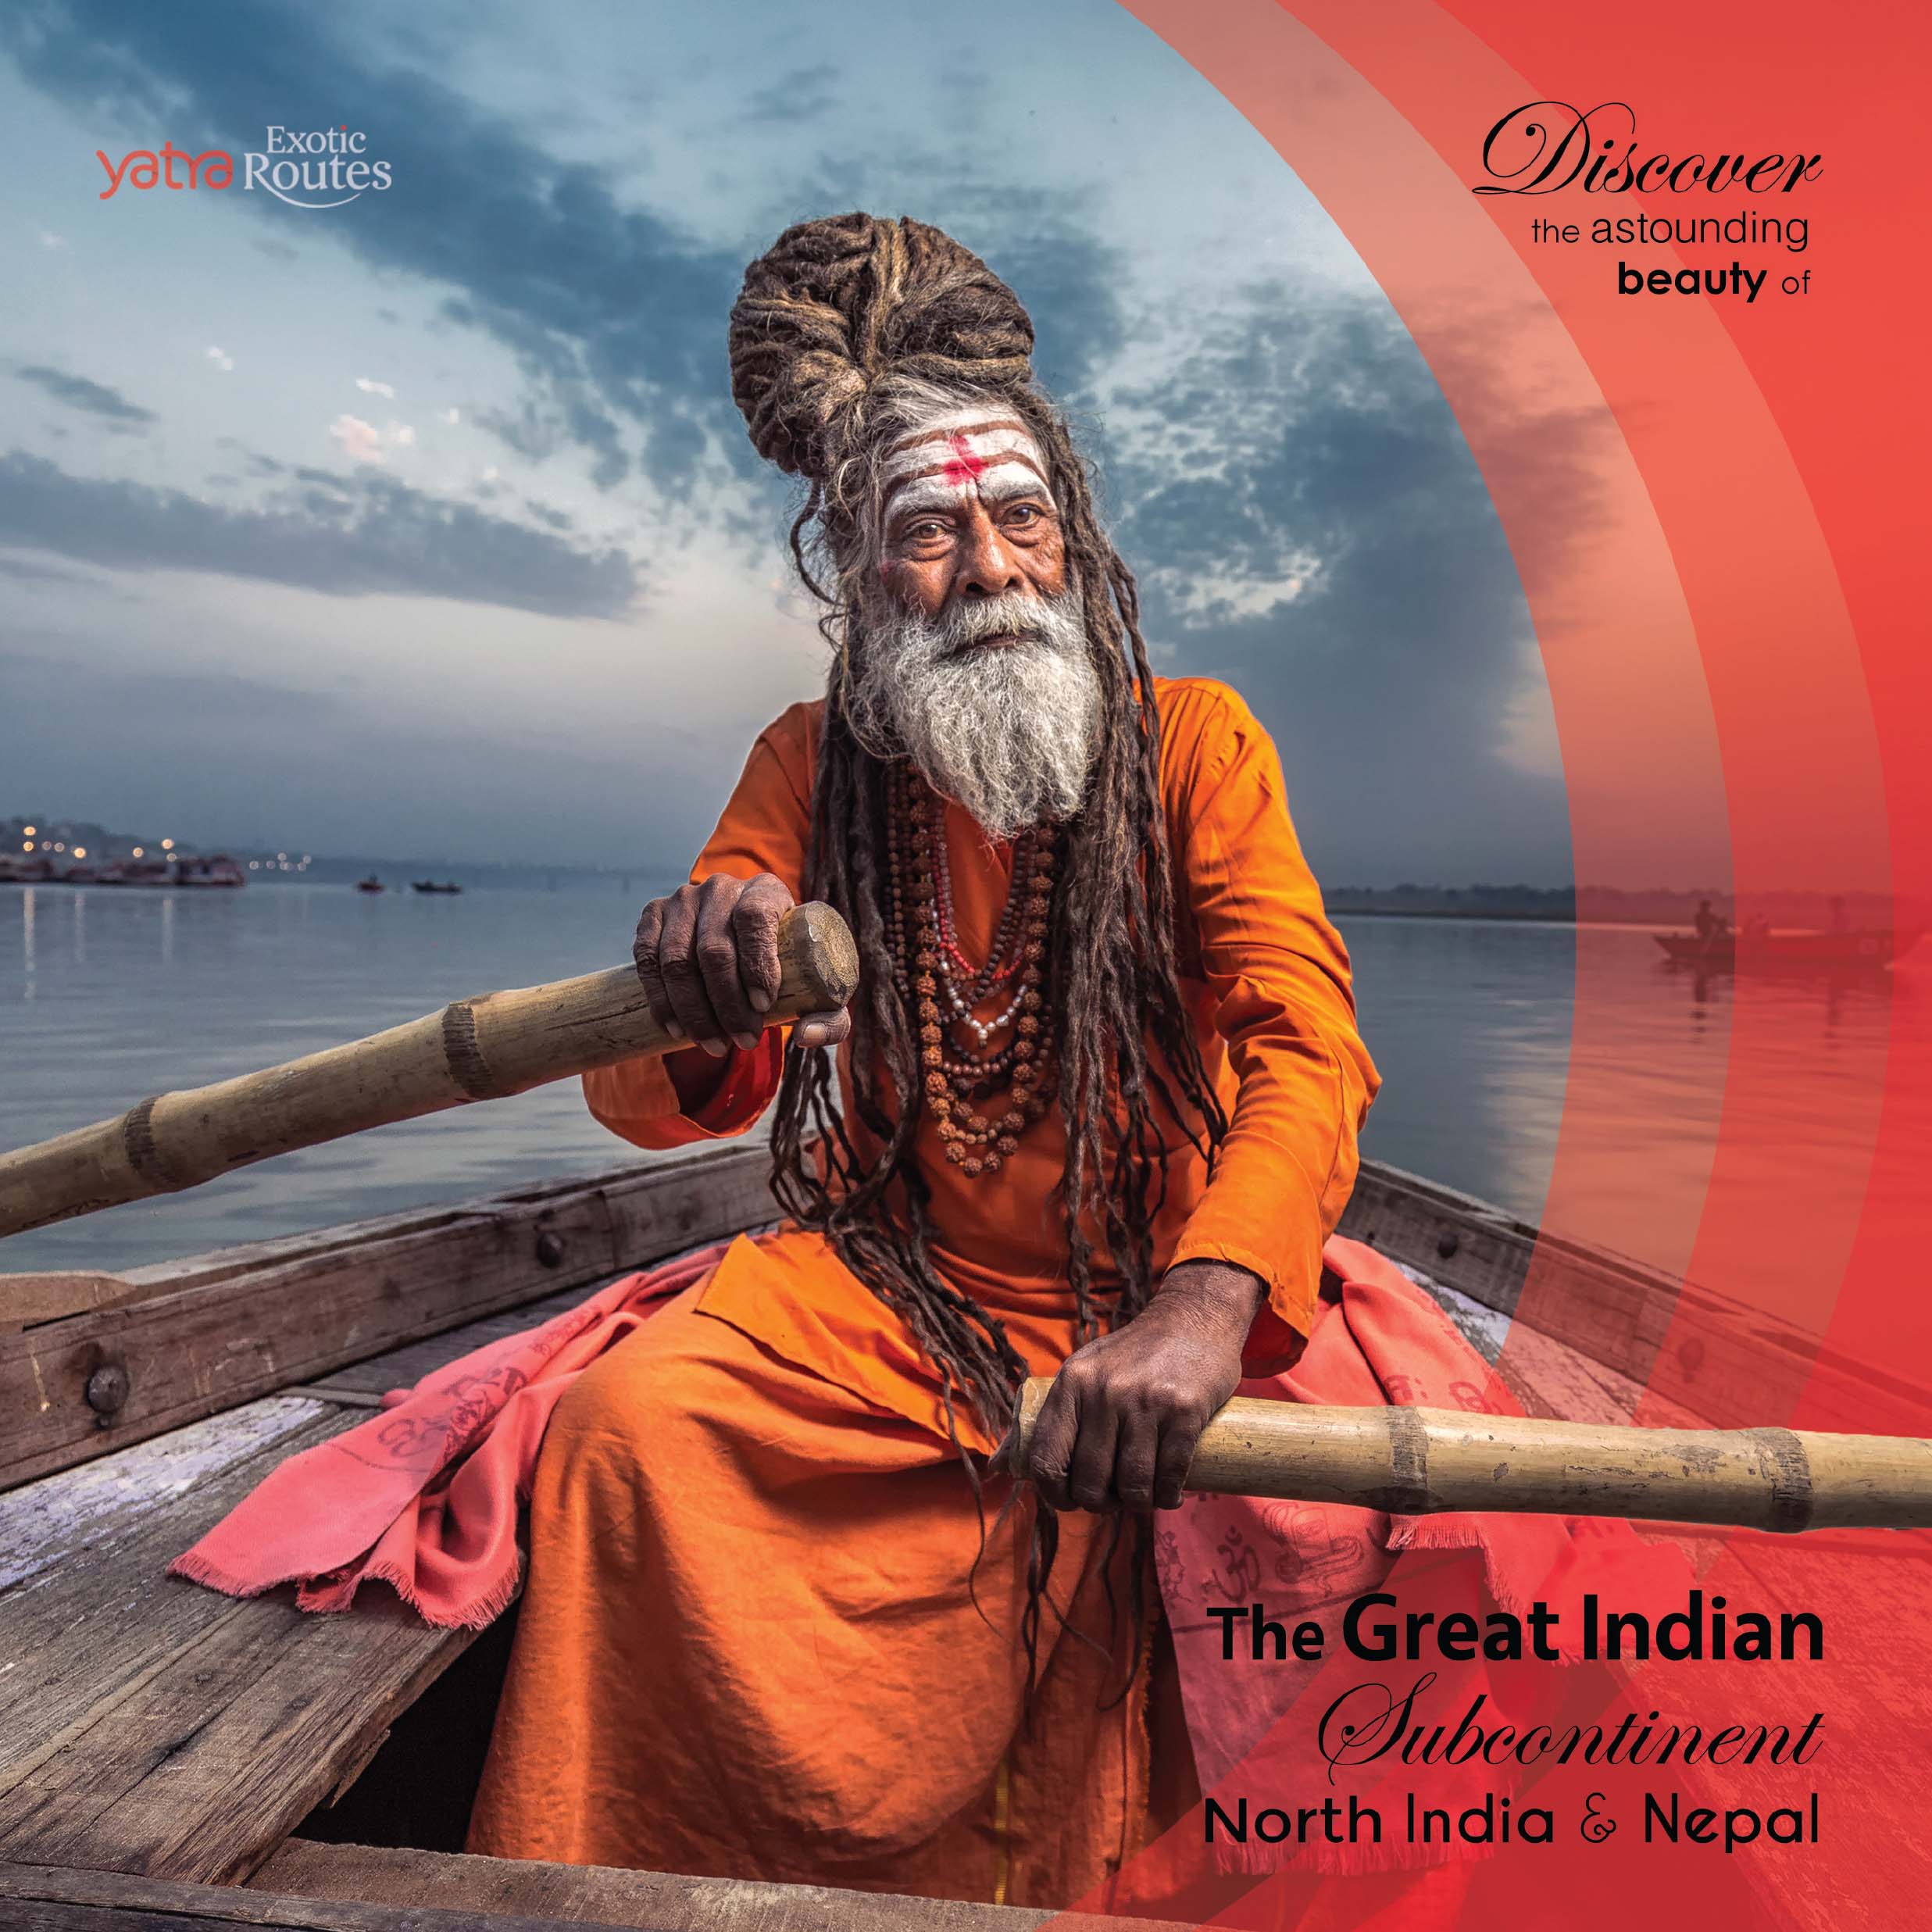 yatra Exotic Routes
Discover
the astounding
beauty of
ॐ
The Great Indian
Subcontinent
North India & Nepal